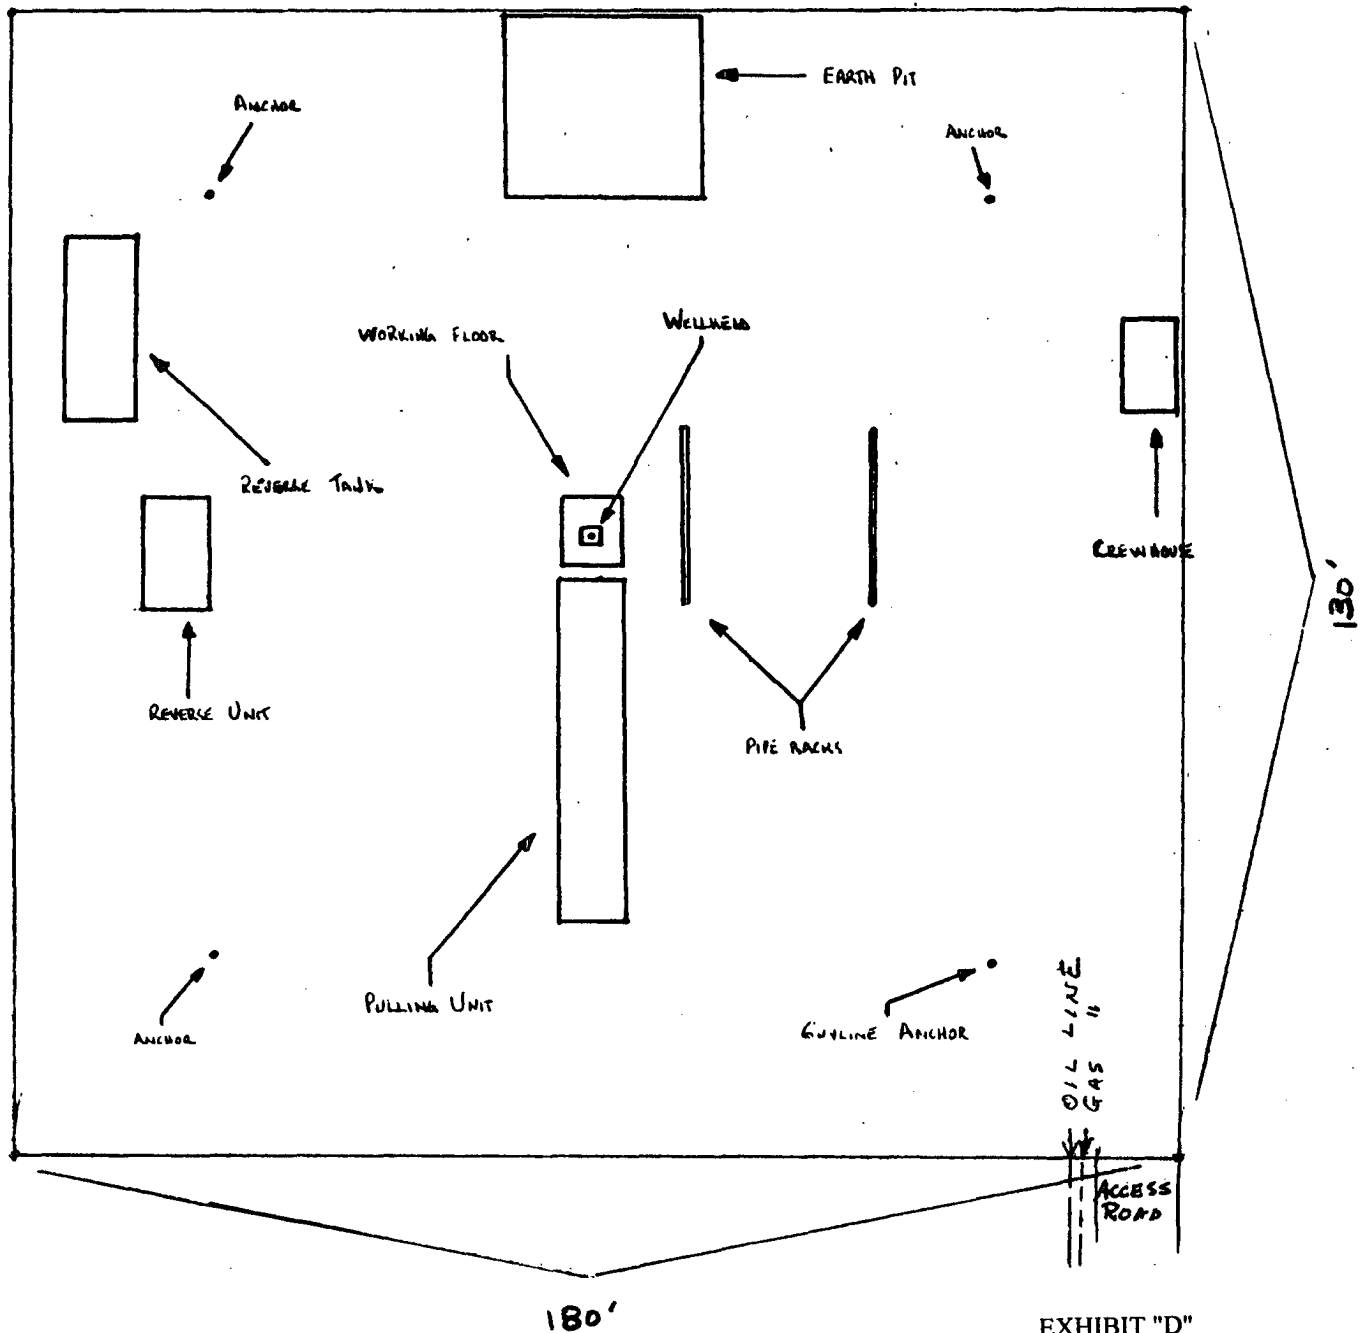 EARTH PIT
ANCHOR
ANCHOR
WORKING FLOOR
WELLHEAD
REVERSE TANK
CREWHOUSE
130'
REVERSE UNIT
PIPE RACKS
PULLING UNIT
GUYLINE ANCHOR
ANCHOR
OIL LINE
GAS "
ACCESS
ROAD
180'
EXHIBIT "D"